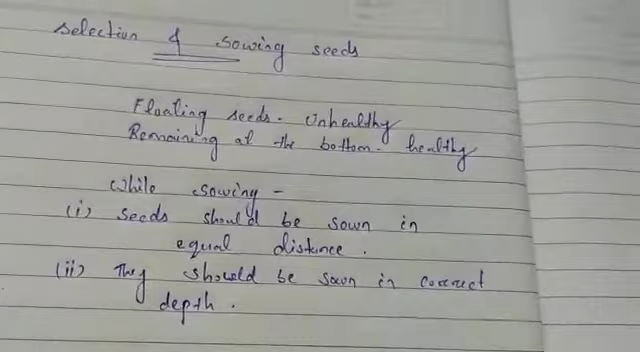 Selection & sowing seeds
Floating seeds - Unhealthy
Remaining at the bottom - healthy
While sowing -
(i) seeds should be sown in
equal distance.
(ii) They should be sown in correct
depth.